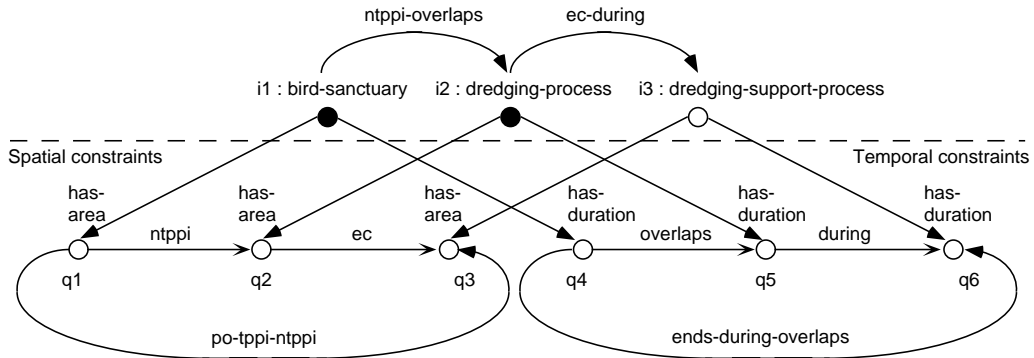 ntppi-overlaps ec-during
i1 : bird-sanctuary i2 : dredging-process i3 : dredging-support-process
Spatial constraints Temporal constraints
has- has- has- has- has- has-
area area area duration duration duration
ntppi ec overlaps during
q1 q2 q3 q4 q5 q6
po-tppi-ntppi ends-during-overlaps